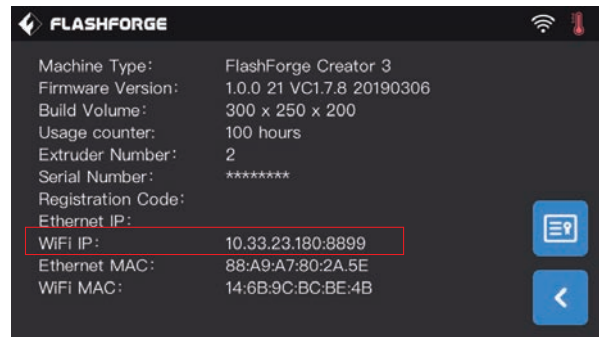 FLASHFORGE
Machine Type: FlashForge Creator 3
Firmware Version: 1.0.0 21 VC1.7.8 20190306
Build Volume: 300 x 250 x 200
Usage counter: 100 hours
Extruder Number: 2
Serial Number: ********
Registration Code:
Ethernet IP:
WiFi IP: 10.33.23.180:8899
Ethernet MAC: 88:A9:A7:80:2A.5E
WiFi MAC: 14:6B:9C:BC:BE:4B